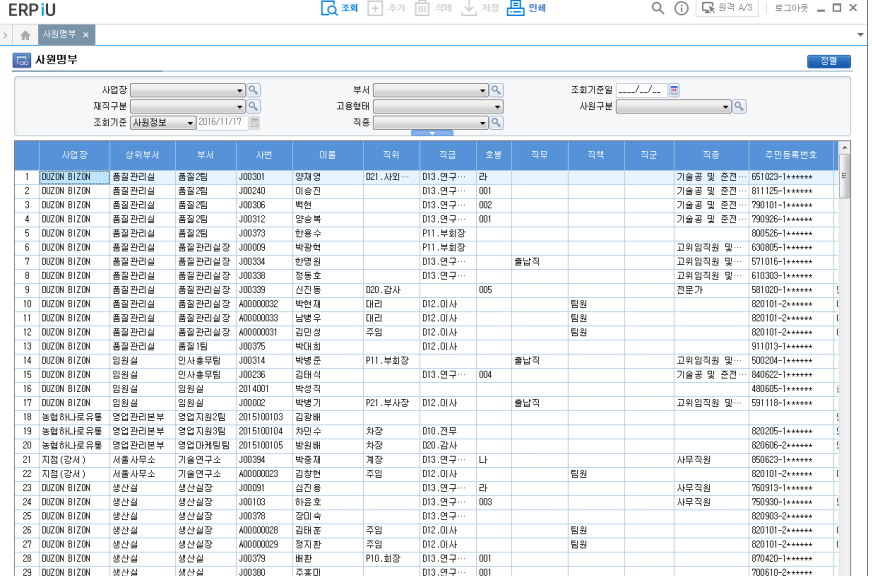 ERPiU
조회 추가 삭제 저장 인쇄 원격 A/S 로그아웃
사원명부 ×
사원명부 정렬
사업장 부서 조회기준일 ____/__/__
재직구분 고용형태 사원구분
조회기준 사원정보 2016/11/17 직종
사업장 상위부서 부서 사번 이름 직위 직급 호봉 직무 직책 직군 직종 주민등록번호
1 DUZON BIZON 품질관리실 품질2팀 J00301 양재영 D21.사외… D13.연구… 라 기술공 및 준전… 651023-1******
2 DUZON BIZON 품질관리실 품질2팀 J00240 이승진 D13.연구… 001 기술공 및 준전… 811125-1******
3 DUZON BIZON 품질관리실 품질2팀 J00306 백현 D13.연구… 002 기술공 및 준전… 790101-1******
4 DUZON BIZON 품질관리실 품질2팀 J00312 양승복 D13.연구… 001 기술공 및 준전… 790926-1******
5 DUZON BIZON 품질관리실 품질2팀 J00373 한용수 P11.부회장 800526-1******
6 DUZON BIZON 품질관리실 품질관리실장 J00009 박광혁 P11.부회장 고위임직원 및… 630805-1******
7 DUZON BIZON 품질관리실 품질관리실장 J00334 한명원 D13.연구… 출납직 고위임직원 및… 571016-1******
8 DUZON BIZON 품질관리실 품질관리실장 J00338 정동호 D13.연구… 고위임직원 및… 610303-1******
9 DUZON BIZON 품질관리실 품질관리실장 J00339 신진동 D20.감사 005 전문가 581020-1******
10 DUZON BIZON 품질관리실 품질관리실장 A00000032 박현재 대리 D12.이사 팀원 820101-2******
11 DUZON BIZON 품질관리실 품질관리실장 A00000033 남병우 대리 D12.이사 팀원 820101-2******
12 DUZON BIZON 품질관리실 품질관리실장 A00000031 김민성 주임 D12.이사 팀원 820101-2******
13 DUZON BIZON 품질관리실 품질1팀 J00375 박대희 D12.이사 911013-1******
14 DUZON BIZON 임원실 인사총무팀 J00314 박병준 P11.부회장 출납직 고위임직원 및… 500204-1******
15 DUZON BIZON 임원실 인사총무팀 J00236 김태식 D13.연구… 004 기술공 및 준전… 840622-1******
16 DUZON BIZON 임원실 임원실 2014001 박성직 480605-1******
17 DUZON BIZON 임원실 임원실 J00002 박병기 P21.부사장 D12.이사 출납직 고위임직원 및… 591118-1******
18 농협하나로유통 영업관리본부 영업지원2팀 2015100103 김광배
19 농협하나로유통 영업관리본부 영업지원3팀 2015100104 차민수 차장 D10.전무 820205-1******
20 농협하나로유통 영업관리본부 영업마케팅팀 2015100105 방원배 차장 D20.감사 820606-2******
21 지점(강서) 서울사무소 기술연구소 J00394 박중재 계장 D13.연구… 나 사무직원 850623-1******
22 지점(강서) 서울사무소 기술연구소 A00000023 김창현 주임 D12.이사 팀원 820101-2******
23 DUZON BIZON 생산실 생산실장 J00091 심진용 D13.연구… 라 사무직원 760913-1******
24 DUZON BIZON 생산실 생산실장 J00103 하윤호 D13.연구… 003 사무직원 750930-1******
25 DUZON BIZON 생산실 생산실장 J00378 장미숙 D13.연구… 820903-2******
26 DUZON BIZON 생산실 생산실장 A00000028 김태훈 주임 D12.이사 팀원 820101-2******
27 DUZON BIZON 생산실 생산실장 A00000029 정지환 주임 D12.이사 팀원 820101-2******
28 DUZON BIZON 생산실 생산실 J00379 배환 P10.회장 D13.연구… 001 870420-1******
29 DUZON BIZON 생산실 생산실 J00380 주홍미 D13.연구… 001 700610-2******